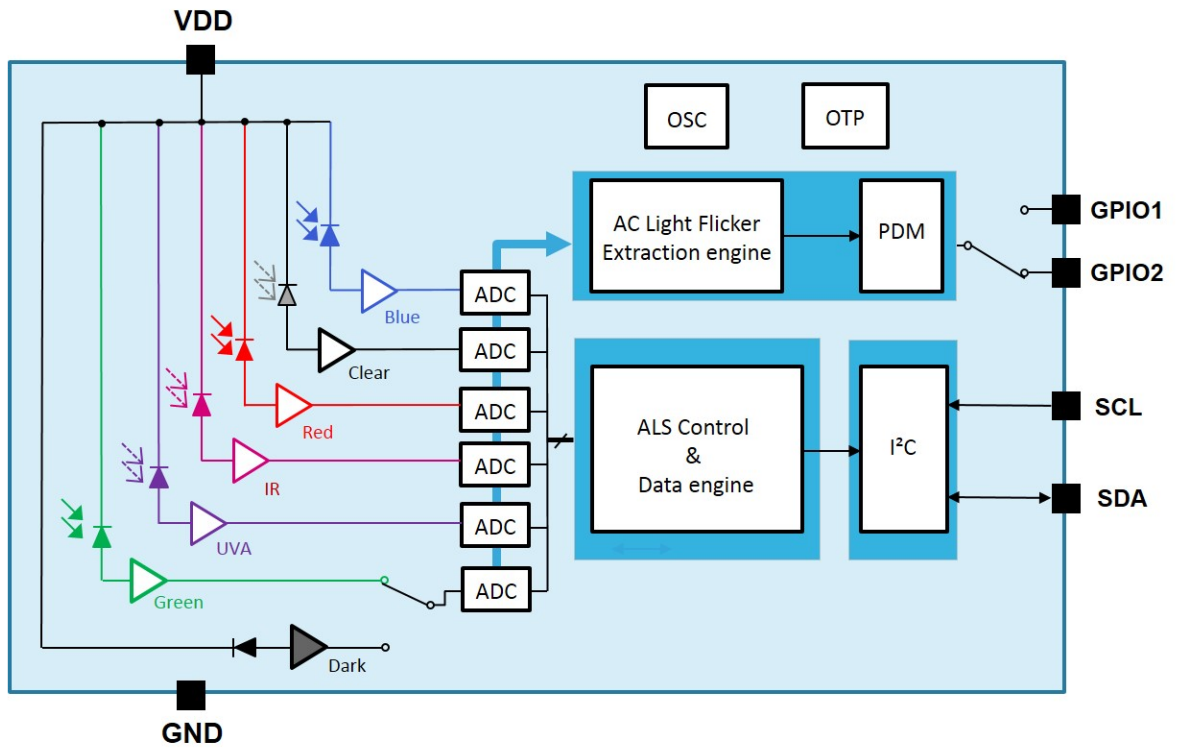 VDD
OSC
OTP
AC Light Flicker
Extraction engine
PDM
GPIO1
GPIO2
ADC
Blue
ADC
Clear
ADC
Red
ADC
IR
ADC
UVA
ADC
Green
Dark
ALS Control
&
Data engine
I²C
SCL
SDA
GND